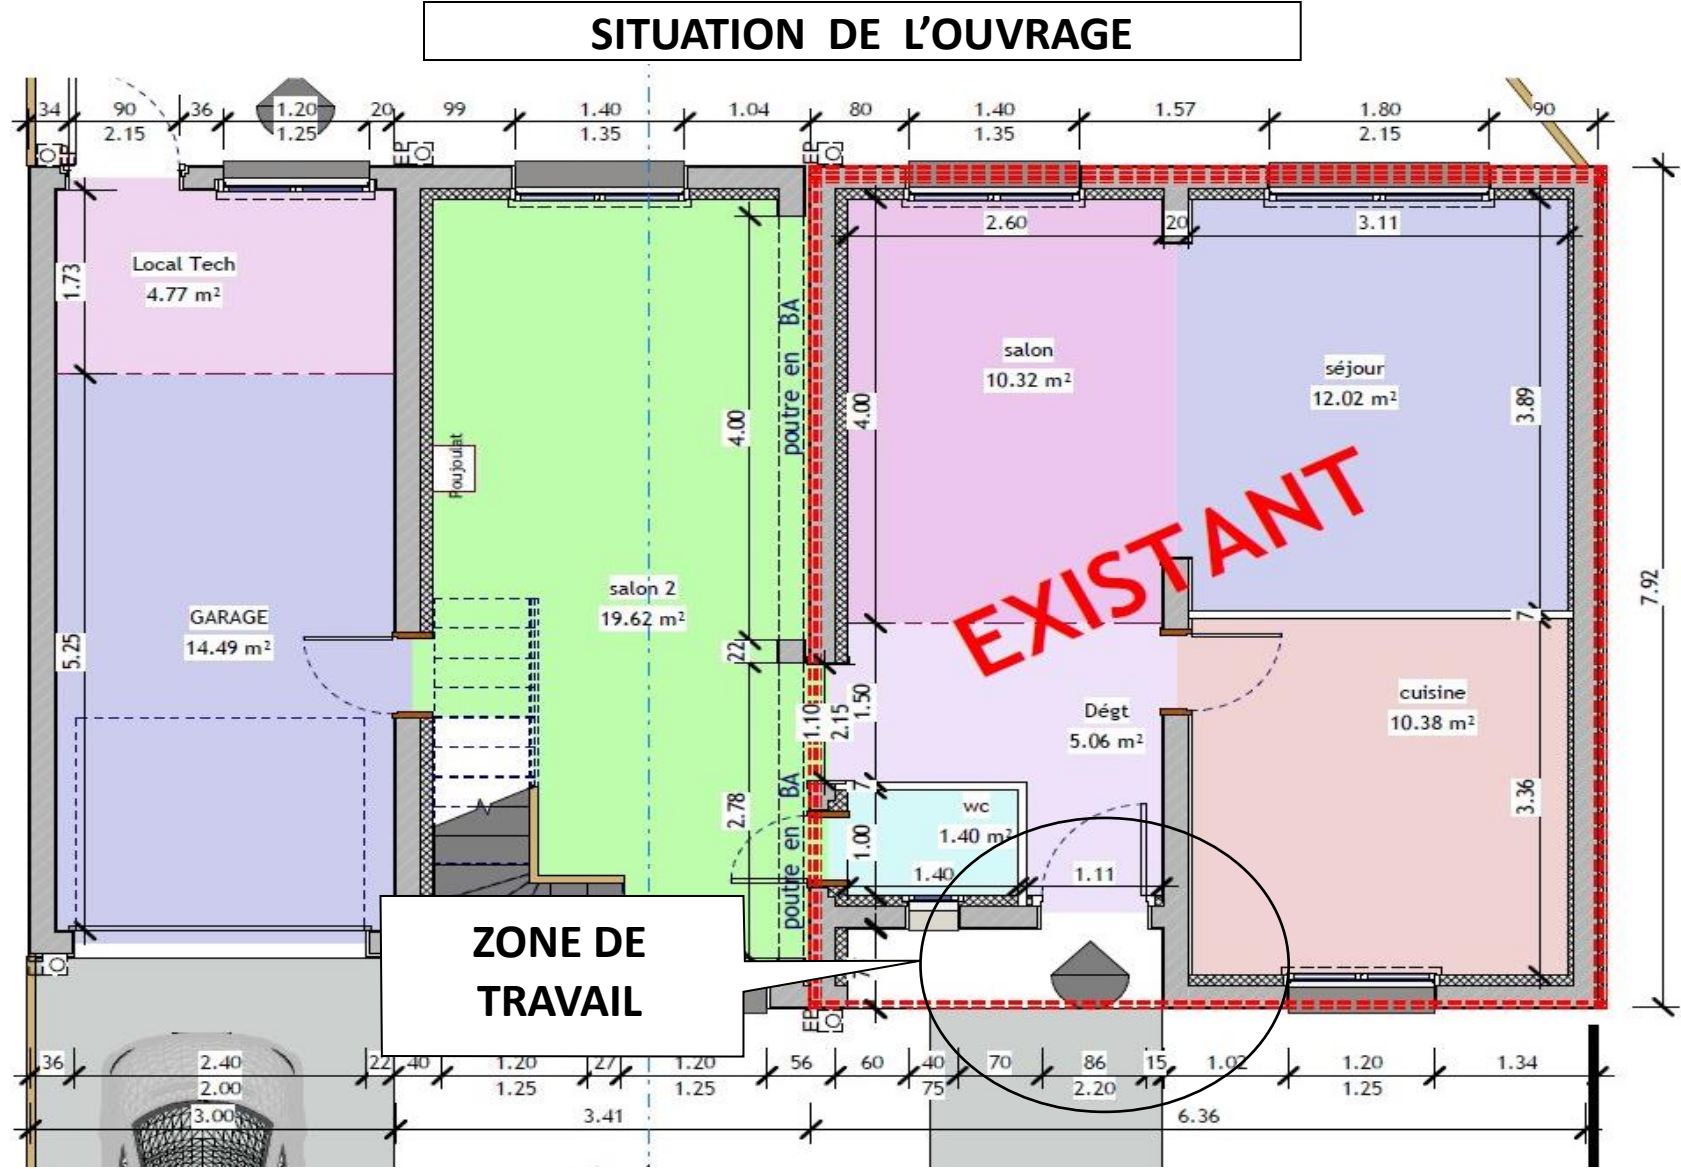 SITUATION DE L'OUVRAGE
34 90 36 1.20 20 99 1.40 1.04 80 1.40 1.57 1.80 90
2.15 1.25 1.35 1.35 2.15
EP EP EP
2.60 20 3.11
Local Tech
4.77 m²
1.73
poutre en BA
salon
10.32 m²
séjour
12.02 m²
4.00
4.00
3.89
Poujoulat
EXISTANT
7.92
salon 2
19.62 m²
GARAGE
14.49 m²
5.25
22
7
1.10
2.15
1.50
Dégt
5.06 m²
cuisine
10.38 m²
2.78
poutre en BA
7
wc
1.40 m²
1.00
3.36
1.40 1.11
ZONE DE
TRAVAIL
EP
36 2.40 22 40 1.20 27 1.20 56 60 40 70 86 15 1.02 1.20 1.34
2.00 1.25 1.25 75 2.20 1.25
3.00 3.41 6.36